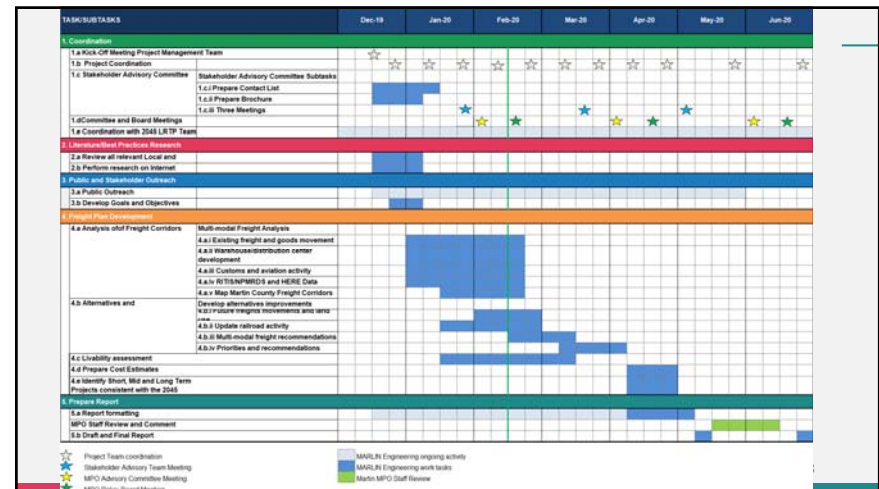 TASK/SUBTASKS Dec-19 Jan-20 Feb-20 Mar-20 Apr-20 May-20 Jun-20
1. Coordination
1.a Kick-Off Meeting Project Management Team
1.b Project Coordination
1.c Stakeholder Advisory Committee Stakeholder Advisory Committee Subtasks
1.c.i Prepare Contact List
1.c.ii Prepare Brochure
1.c.iii Three Meetings
1.dCommittee and Board Meetings
1.e Coordination with 2045 LRTP Team
2. Literature/Best Practices Research
2.a Review all relevant Local and
2.b Perform research on Internet
3. Public and Stakeholder Outreach
3.a Public Outreach
3.b Develop Goals and Objectives
4. Freight Plan Development
4.a Analysis ofof Freight Corridors Multi-modal Freight Analysis
4.a.i Existing freight and goods movement
4.a.ii Warehouse/distribution center
development
4.a.iii Customs and aviation activity
4.a.iv RITIS/NPMRDS and HERE Data
4.a.v Map Martin County Freight Corridors
4.b Alternatives and Develop alternatives improvements
4.b.i Future freights movements and land
use
4.b.ii Update railroad activity
4.b.iii Multi-modal freight recommendations
4.b.iv Priorities and recommendations
4.c Livability assessment
4.d Prepare Cost Estimates
4.e Identify Short, Mid and Long Term
Projects consistent with the 2045
5. Prepare Report
5.a Report formatting
MPO Staff Review and Comment
5.b Draft and Final Report
Project Team coordination MARLIN Engineering ongoing activity
Stakeholder Advisory Team Meeting MARLIN Engineering work tasks
MPO Advisory Committee Meeting Martin MPO Staff Review
MPO Policy Board Meeting